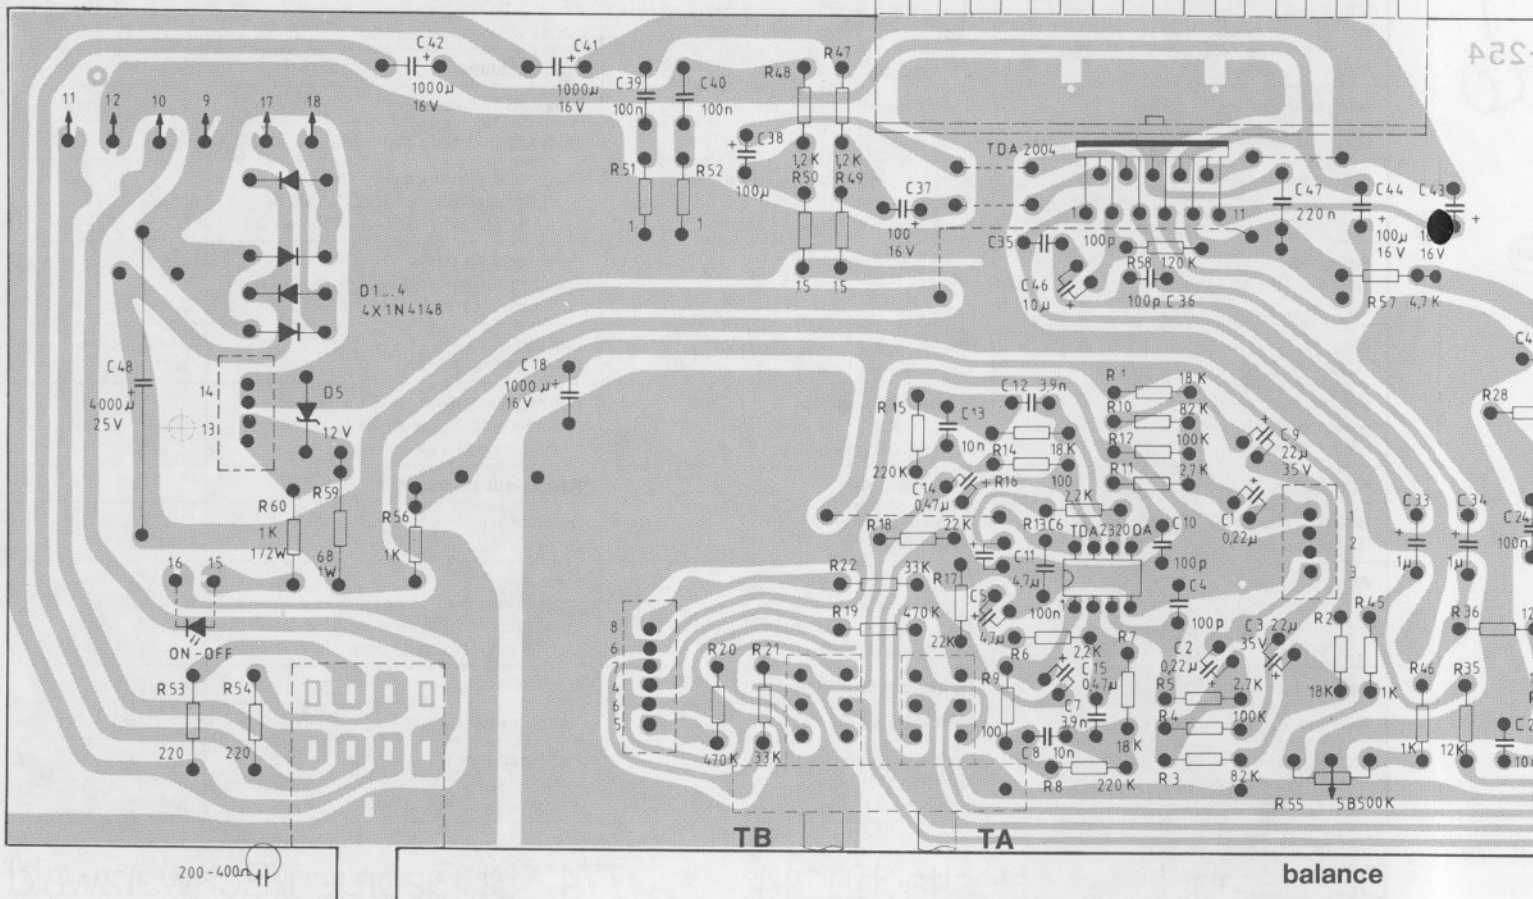 C42
1000µ
16V
C41
1000µ
16V
C39
100n
C40
100n
R48
R47
254
11
12
10
9
17
18
C38
100µ
R51
R52
1
1
1,2K
1,2K
R50
R49
15
15
TDA 2004
1
11
C37
100
16V
C35
100p
R58
120K
C46
10µ
100p
C36
C47
220n
C44
100µ
16V
C43
16V
R57
4,7K
D1...4
4X1N4148
C48
4000µ
25V
14
13
D5
12V
C18
1000µ
16V
R60
1K
1/2W
R59
68
1W
R56
1K
16
15
ON-OFF
R53
220
R54
220
200-400n
R15
220K
C13
10n
C12
3,9n
R14
18K
R16
100
C14
0,47µ
18K
R10
82K
R12
100K
R11
2,7K
C9
22µ
35V
C1
0,22µ
R28
R18
22K
R13
2,2K
C6
TDA2320OA
C10
100p
C11
4,7µ
100n
1
R22
33K
R17
22K
R19
470K
C5
4,7µ
R6
2,2K
R7
18K
C4
100p
C2
0,22µ
C3
22µ
35V
1
2
3
C33
1µ
C34
1µ
C24
100n
R2
18K
R45
1K
R36
R46
1K
R35
12K
8
6
7
4
6
5
R20
470K
R21
33K
R9
100
C15
0,47µ
C7
3,9n
C8
10n
R8
220K
R5
2,7K
R4
100K
R3
82K
R55
5B500K
TB
TA
balance